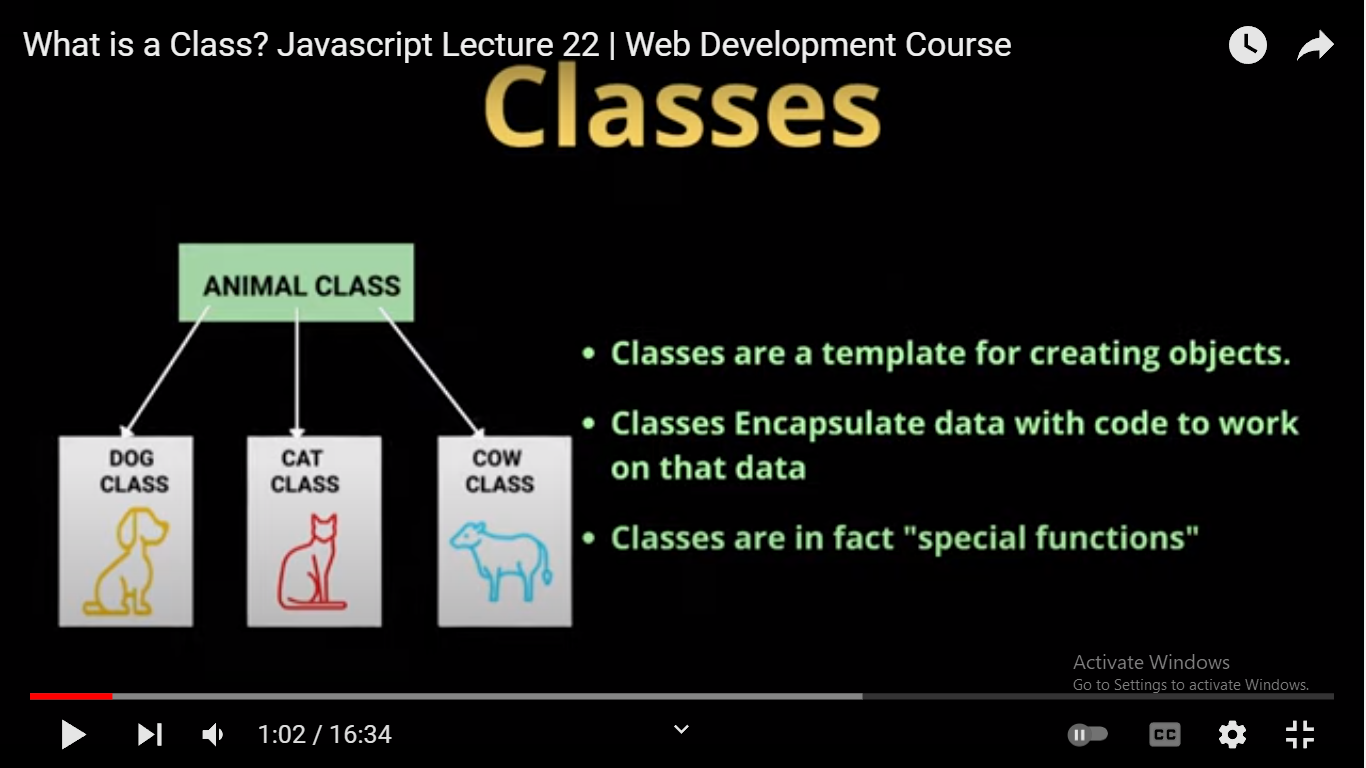 What is a Class? Javascript Lecture 22 | Web Development Course
Classes
ANIMAL CLASS
DOG
CLASS
CAT
CLASS
COW
CLASS
• Classes are a template for creating objects.
• Classes Encapsulate data with code to work
on that data
• Classes are in fact "special functions"
Activate Windows
Go to Settings to activate Windows.
1:02 / 16:34
CC